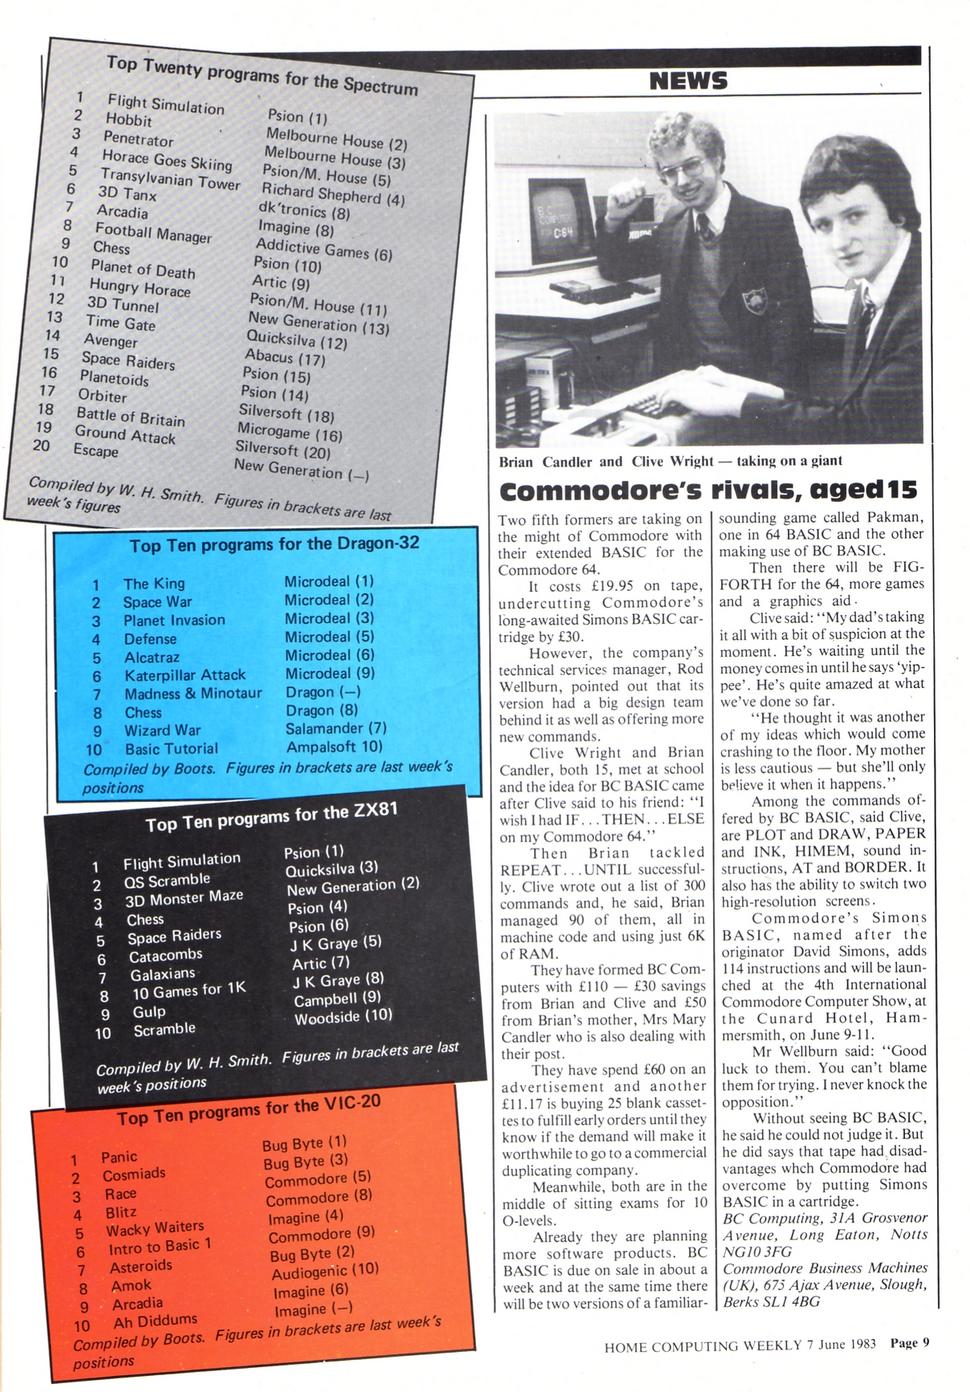 Top Twenty programs for the Spectrum
1 Flight Simulation Psion (1)
2 Hobbit Melbourne House (2)
3 Penetrator Melbourne House (3)
4 Horace Goes Skiing Psion/M. House (5)
5 Transylvanian Tower Richard Shepherd (4)
6 3D Tanx dk'tronics (8)
7 Arcadia Imagine (8)
8 Football Manager Addictive Games (6)
9 Chess Psion (10)
10 Planet of Death Artic (9)
11 Hungry Horace Psion/M. House (11)
12 3D Tunnel New Generation (13)
13 Time Gate Quicksilva (12)
14 Avenger Abacus (17)
15 Space Raiders Psion (15)
16 Planetoids Psion (14)
17 Orbiter Silversoft (18)
18 Battle of Britain Microgame (16)
19 Ground Attack Silversoft (20)
20 Escape New Generation (—)
Compiled by W. H. Smith. Figures in brackets are last
week's figures
Top Ten programs for the Dragon-32
1 The King Microdeal (1)
2 Space War Microdeal (2)
3 Planet Invasion Microdeal (3)
4 Defense Microdeal (5)
5 Alcatraz Microdeal (6)
6 Katerpillar Attack Microdeal (9)
7 Madness & Minotaur Dragon (—)
8 Chess Dragon (8)
9 Wizard War Salamander (7)
10 Basic Tutorial Ampalsoft 10)
Compiled by Boots. Figures in brackets are last week's
positions
Top Ten programs for the ZX81
1 Flight Simulation Psion (1)
2 QS Scramble Quicksilva (3)
3 3D Monster Maze New Generation (2)
4 Chess Psion (4)
5 Space Raiders Psion (6)
6 Catacombs J K Graye (5)
7 Galaxians Artic (7)
8 10 Games for 1K J K Graye (8)
9 Gulp Campbell (9)
10 Scramble Woodside (10)
Compiled by W. H. Smith. Figures in brackets are last
week's positions
Top Ten programs for the VIC-20
1 Panic Bug Byte (1)
2 Cosmiads Bug Byte (3)
3 Race Commodore (5)
4 Blitz Commodore (8)
5 Wacky Waiters Imagine (4)
6 Intro to Basic 1 Commodore (9)
7 Asteroids Bug Byte (2)
8 Amok Audiogenic (10)
9 Arcadia Imagine (6)
10 Ah Diddums Imagine (—)
Compiled by Boots. Figures in brackets are last week's
positions
NEWS
C64
Brian Candler and Clive Wright — taking on a giant
Commodore's rivals, aged 15
Two fifth formers are taking on
the might of Commodore with
their extended BASIC for the
Commodore 64.
It costs £19.95 on tape,
undercutting Commodore's
long-awaited Simons BASIC car-
tridge by £30.
However, the company's
technical services manager, Rod
Wellburn, pointed out that its
version had a big design team
behind it as well as offering more
new commands.
Clive Wright and Brian
Candler, both 15, met at school
and the idea for BC BASIC came
after Clive said to his friend: "I
wish I had IF...THEN...ELSE
on my Commodore 64."
Then Brian tackled
REPEAT...UNTIL successful-
ly. Clive wrote out a list of 300
commands and, he said, Brian
managed 90 of them, all in
machine code and using just 6K
of RAM.
They have formed BC Com-
puters with £110 — £30 savings
from Brian and Clive and £50
from Brian's mother, Mrs Mary
Candler who is also dealing with
their post.
They have spend £60 on an
advertisement and another
£11.17 is buying 25 blank casset-
tes to fulfill early orders until they
know if the demand will make it
worthwhile to go to a commercial
duplicating company.
Meanwhile, both are in the
middle of sitting exams for 10
O-levels.
Already they are planning
more software products. BC
BASIC is due on sale in about a
week and at the same time there
will be two versions of a familiar-
sounding game called Pakman,
one in 64 BASIC and the other
making use of BC BASIC.
Then there will be FIG-
FORTH for the 64, more games
and a graphics aid.
Clive said: "My dad's taking
it all with a bit of suspicion at the
moment. He's waiting until the
money comes in until he says 'yip-
pee'. He's quite amazed at what
we've done so far.
"He thought it was another
of my ideas which would come
crashing to the floor. My mother
is less cautious — but she'll only
believe it when it happens."
Among the commands of-
fered by BC BASIC, said Clive,
are PLOT and DRAW, PAPER
and INK, HIMEM, sound in-
structions, AT and BORDER. It
also has the ability to switch two
high-resolution screens.
Commodore's Simons
BASIC, named after the
originator David Simons, adds
114 instructions and will be laun-
ched at the 4th International
Commodore Computer Show, at
the Cunard Hotel, Ham-
mersmith, on June 9-11.
Mr Wellburn said: "Good
luck to them. You can't blame
them for trying. I never knock the
opposition."
Without seeing BC BASIC,
he said he could not judge it. But
he did says that tape had disad-
vantages whch Commodore had
overcome by putting Simons
BASIC in a cartridge.
BC Computing, 31A Grosvenor
Avenue, Long Eaton, Notts
NG10 3FG
Commodore Business Machines
(UK), 675 Ajax Avenue, Slough,
Berks SL1 4BG
HOME COMPUTING WEEKLY 7 June 1983 Page 9